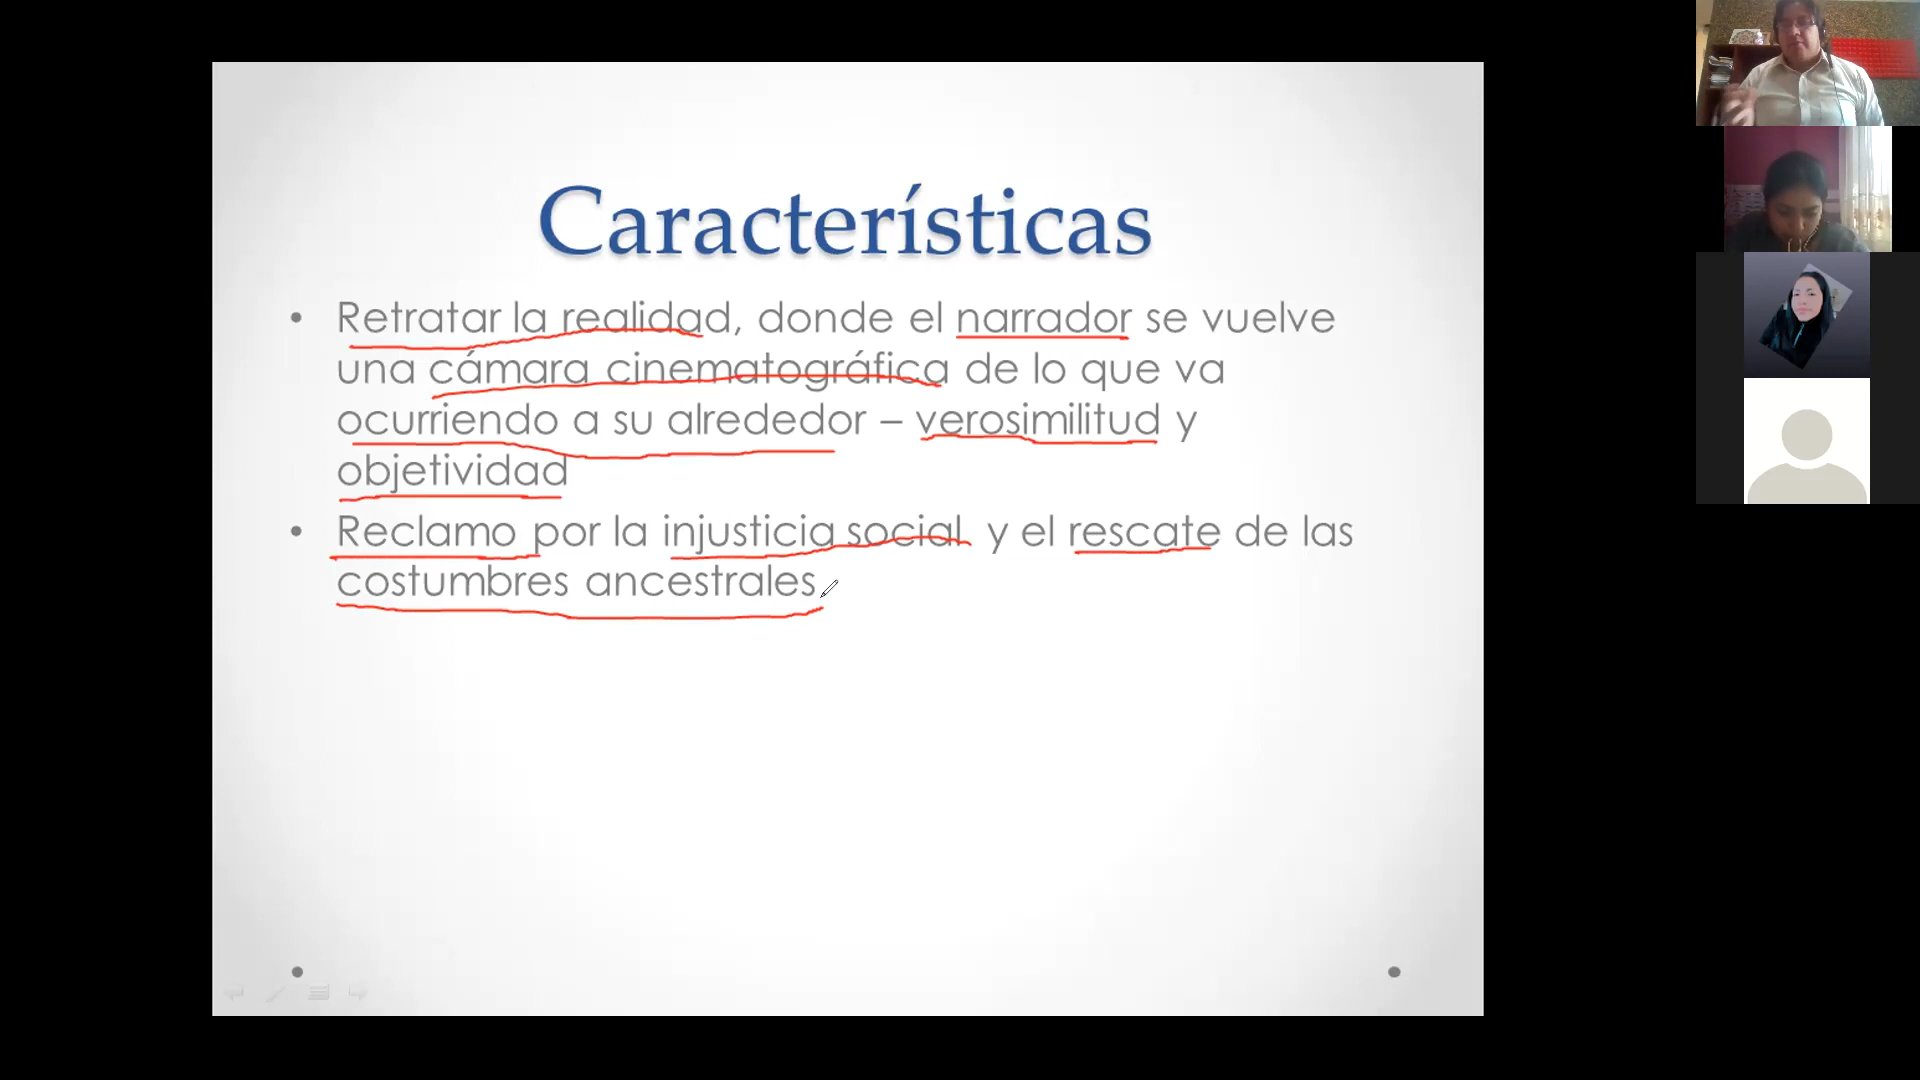 Características
• Retratar la realidad, donde el narrador se vuelve
una cámara cinematográfica de lo que va
ocurriendo a su alrededor – verosimilitud y
objetividad
• Reclamo por la injusticia social y el rescate de las
costumbres ancestrales